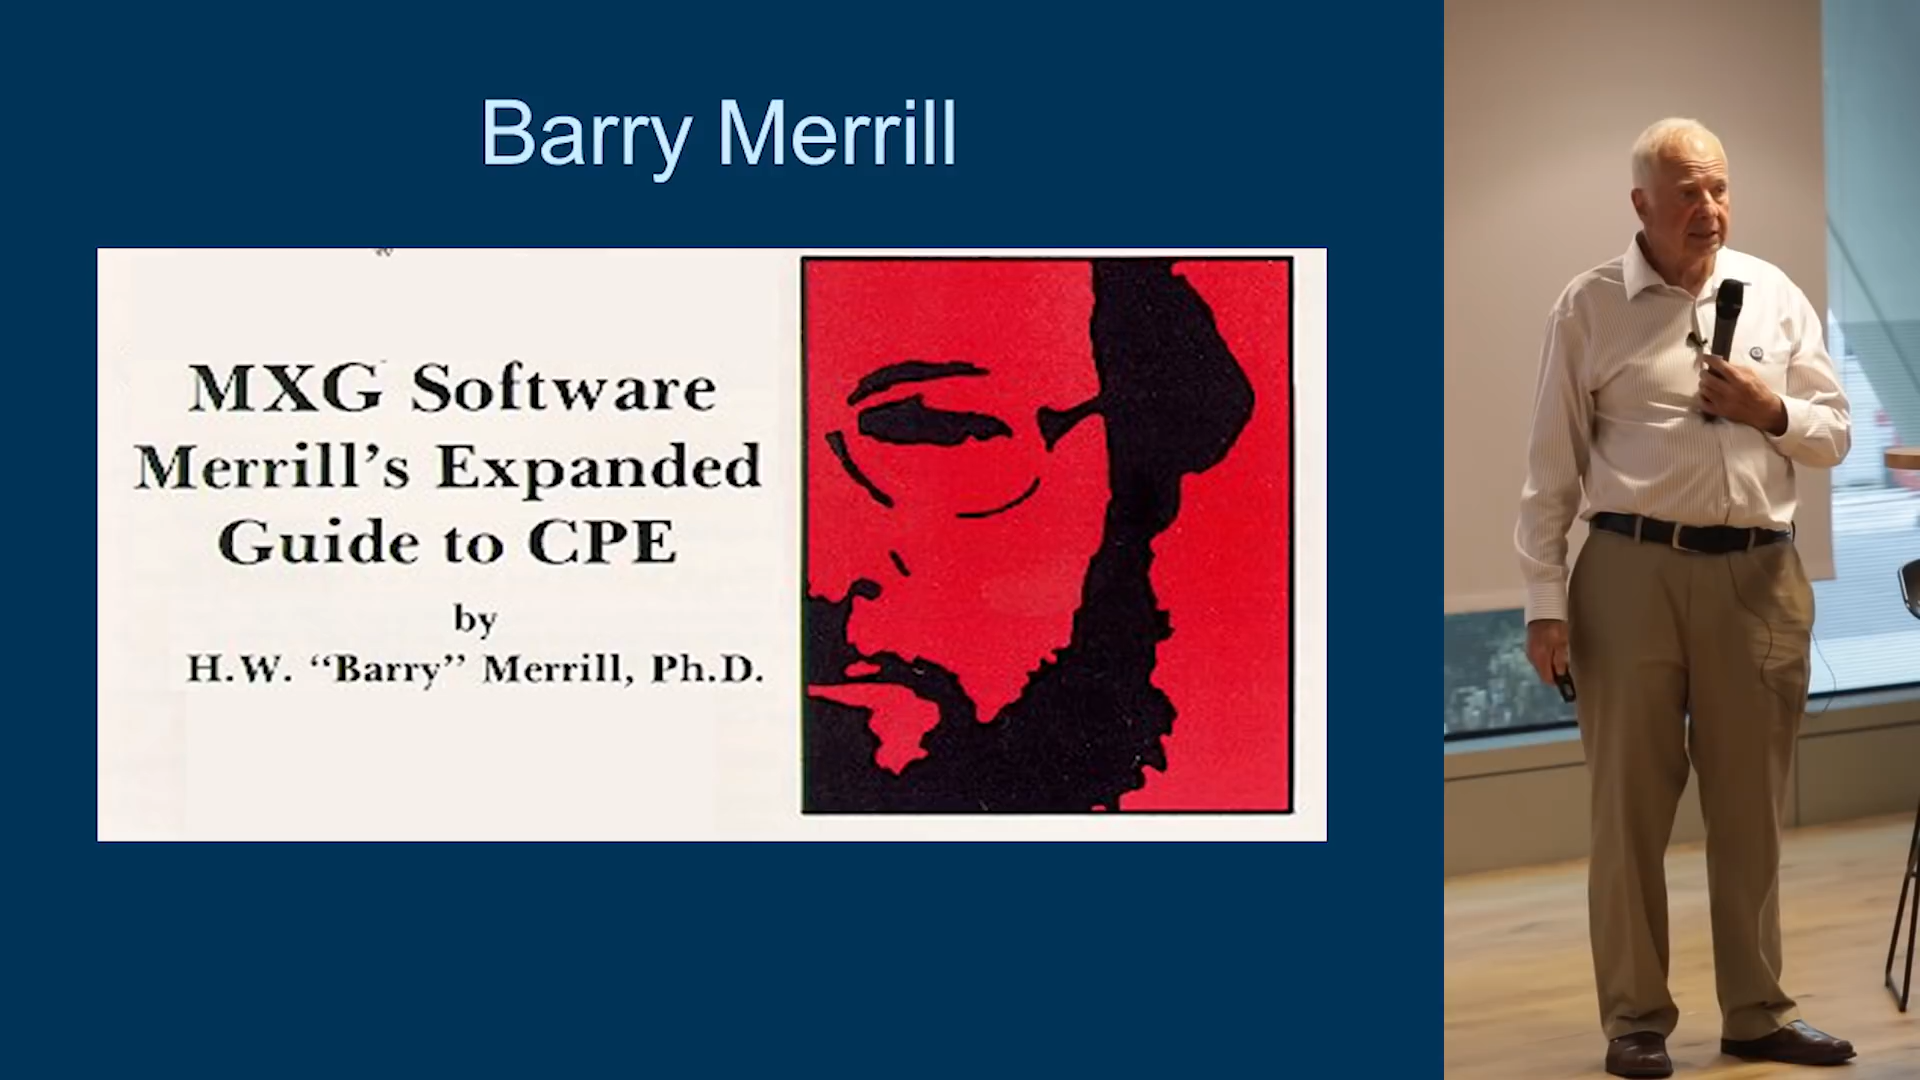 Barry Merrill
MXG Software
Merrill's Expanded
Guide to CPE
by
H.W. “Barry” Merrill, Ph.D.